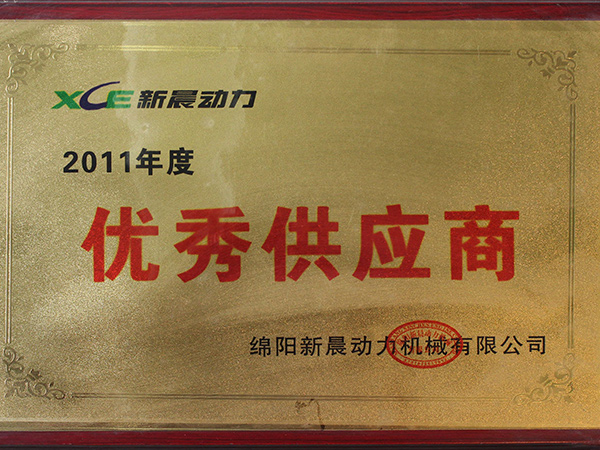 XCE 新晨动力
2011年度
优秀供应商
绵阳新晨动力机械有限公司